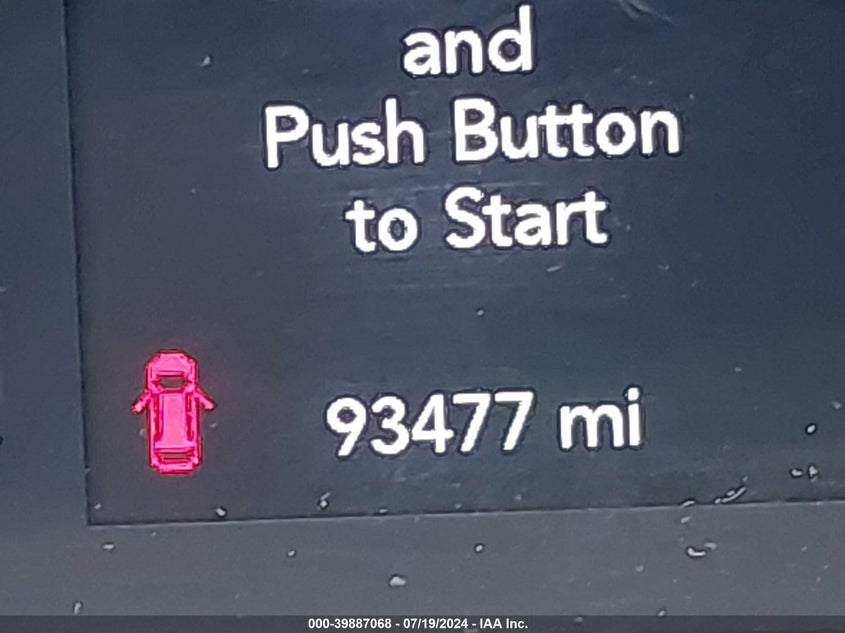 and
Push Button
to Start
93477 mi
000-39887068 - 07/19/2024 - IAA Inc.